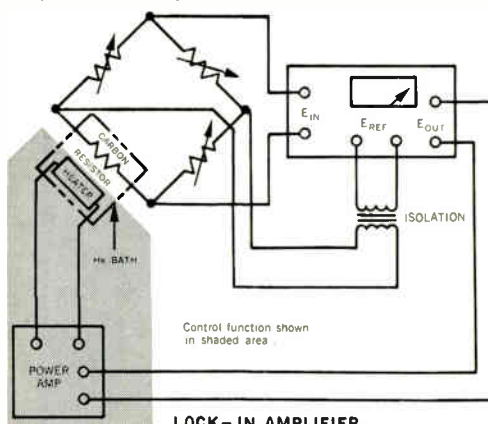 E IN
E REF
E OUT
CARBON
RESISTOR
HEATER
ISOLATION
He BATH
Control function shown
in shaded area
POWER
AMP
LOCK-IN AMPLIFIER